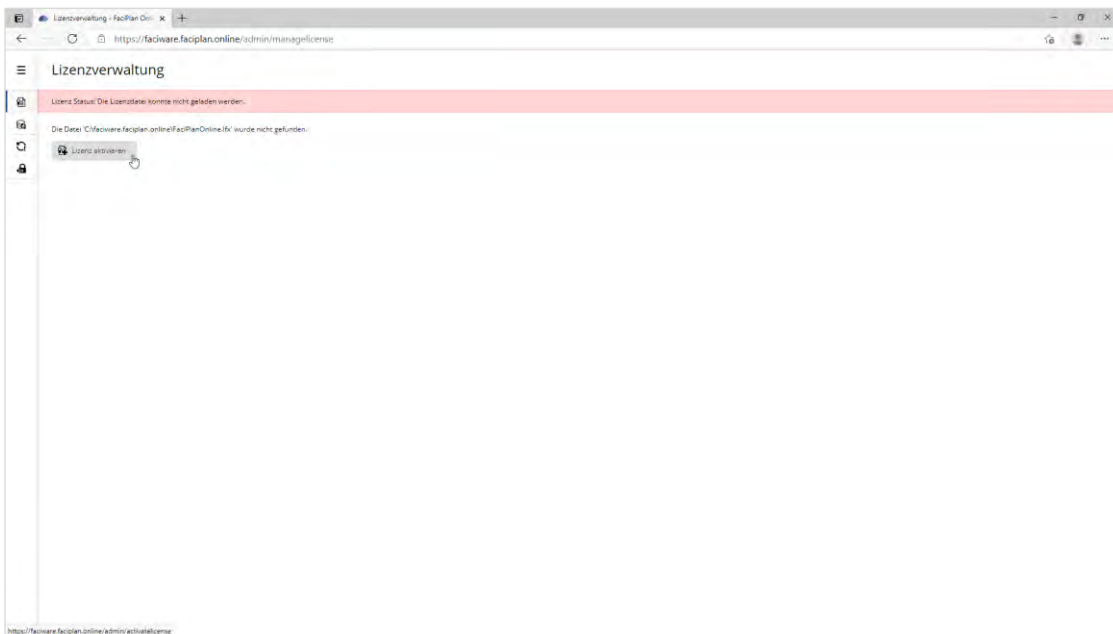 Lizenzverwaltung - FaciPlan Onli
https://faciware.faciplan.online/admin/managelicense
Lizenzverwaltung
Lizenz Status: Die Lizenzdatei konnte nicht geladen werden.
Die Datei 'C:\faciware.faciplan.online\FaciPlanOnline.lfx' wurde nicht gefunden.
Lizenz aktivieren
https://faciware.faciplan.online/admin/activatelicense